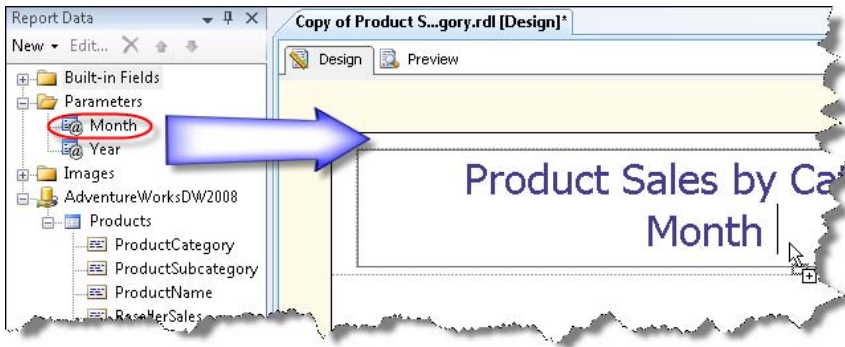 Report Data
New Edit...
Built-in Fields
Parameters
Month
Year
Images
AdventureWorksDW2008
Products
ProductCategory
ProductSubcategory
ProductName
ResellerSales
Copy of Product S...gory.rdl [Design]*
Design Preview
Product Sales by Ca
Month